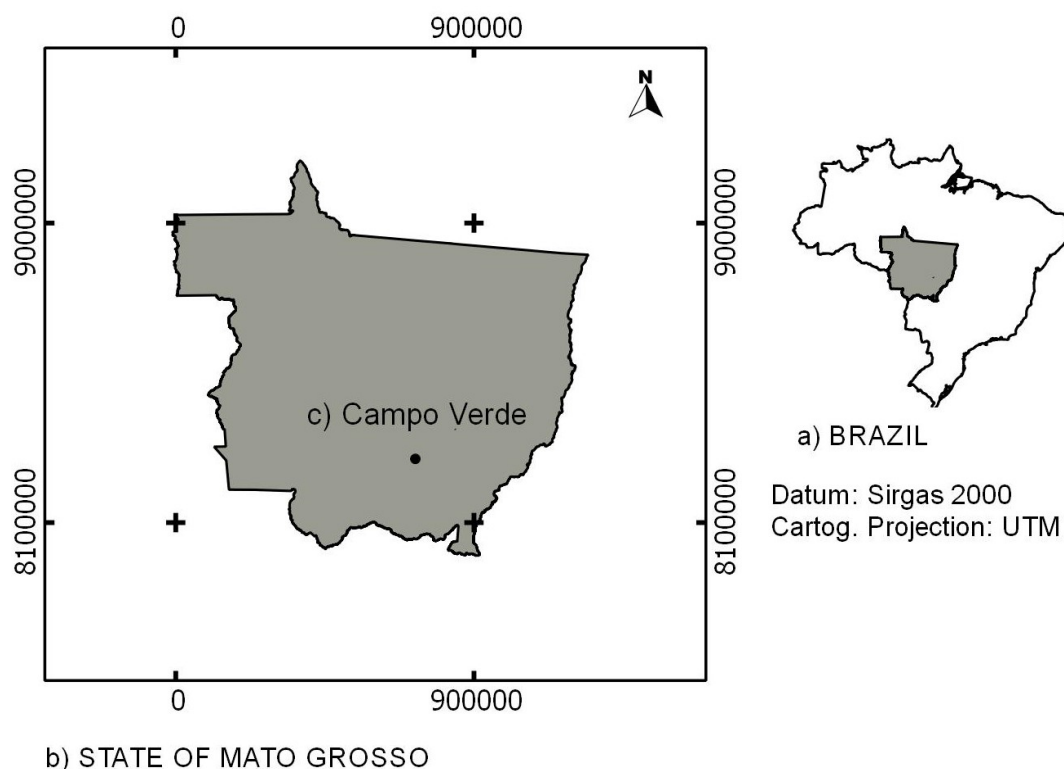 0 900000
N
9000000 9000000
c) Campo Verde
a) BRAZIL
Datum: Sirgas 2000
Cartog. Projection: UTM
8100000 8100000
0 900000
b) STATE OF MATO GROSSO